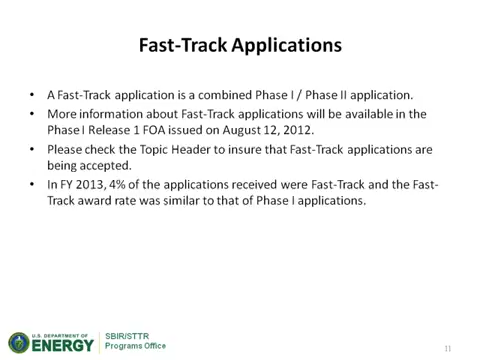 Fast-Track Applications
• A Fast-Track application is a combined Phase I / Phase II application.
• More information about Fast-Track applications will be available in the
Phase I Release 1 FOA issued on August 12, 2012.
• Please check the Topic Header to insure that Fast-Track applications are
being accepted.
• In FY 2013, 4% of the applications received were Fast-Track and the Fast-
Track award rate was similar to that of Phase I applications.
U.S. DEPARTMENT OF
ENERGY
SBIR/STTR
Programs Office
11